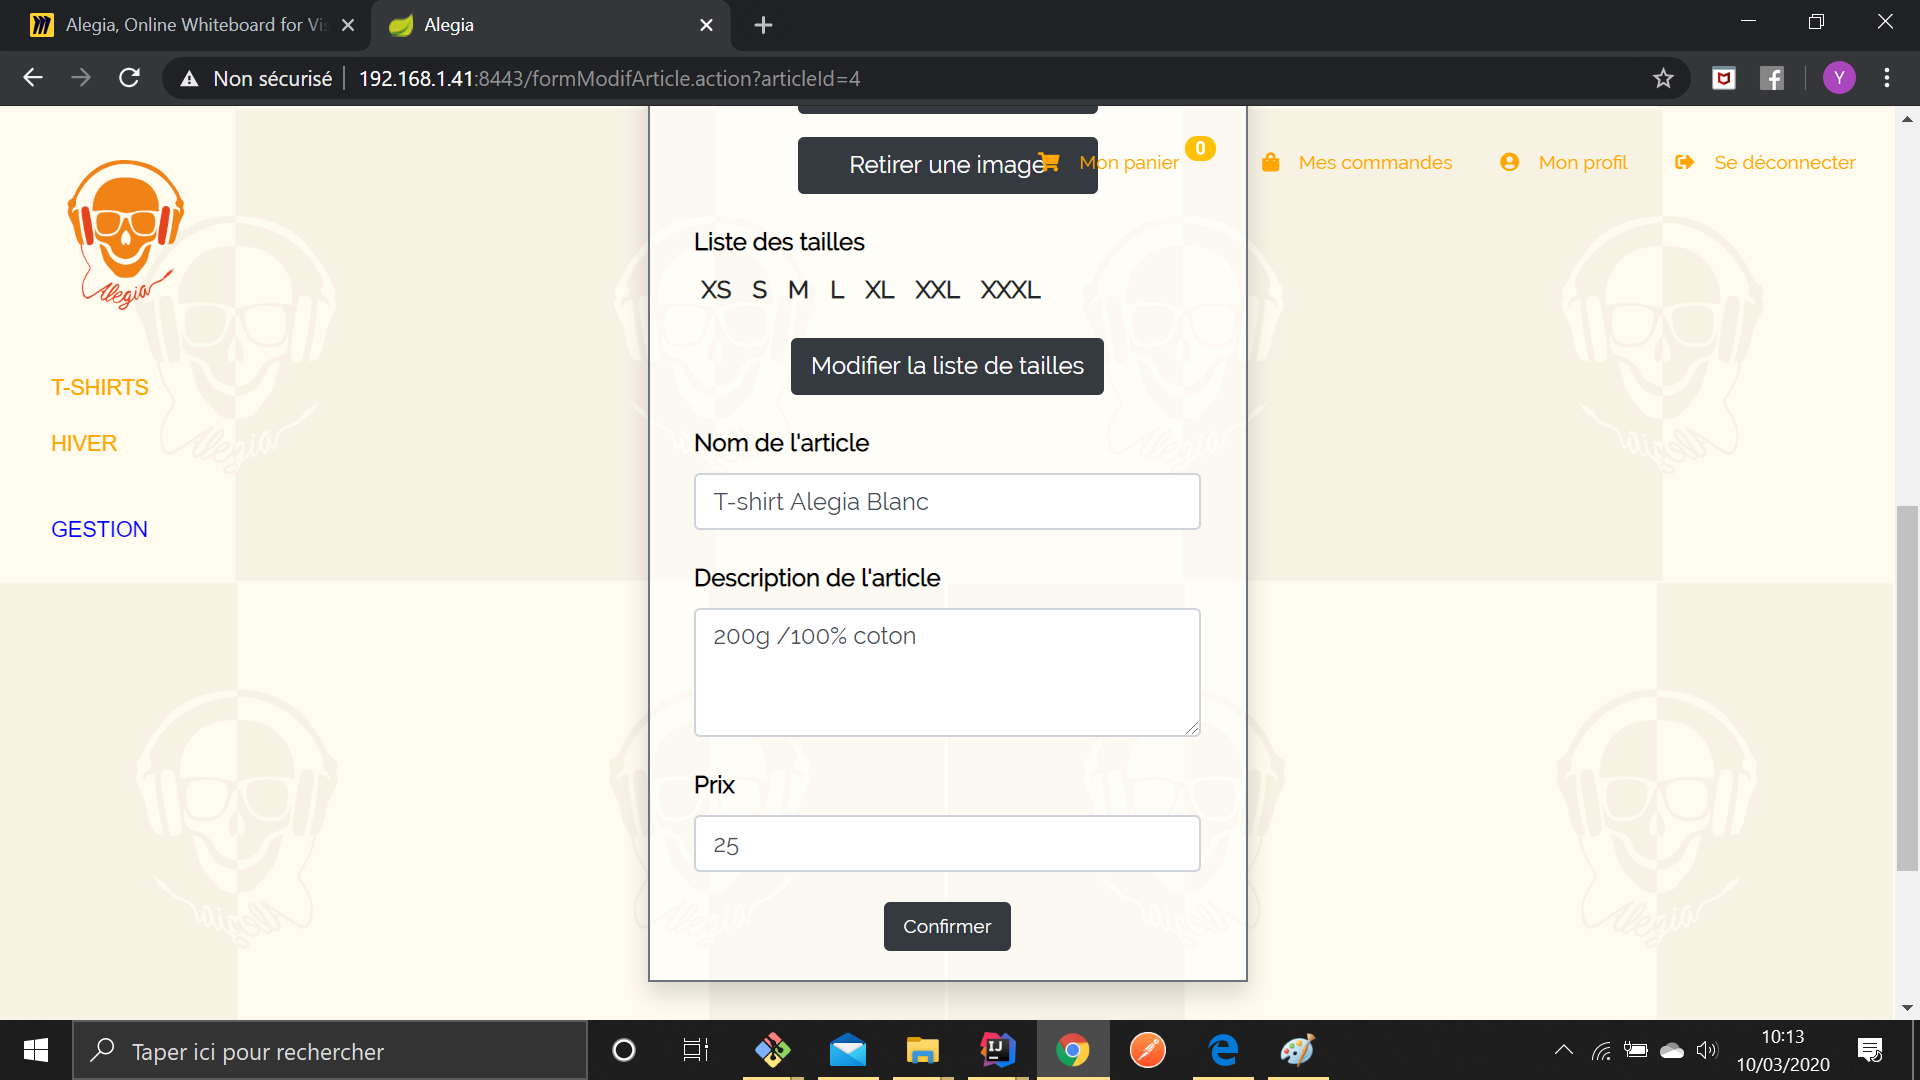 Alegia, Online Whiteboard for Vis
Alegia
Non sécurisé
192.168.1.41:8443/formModifArticle.action?articleId=4
Y
Retirer une image
Mon panier
0
Mes commandes
Mon profil
Se déconnecter
Alegia
T-SHIRTS
HIVER
GESTION
Liste des tailles
XS S M L XL XXL XXXL
Modifier la liste de tailles
Nom de l'article
T-shirt Alegia Blanc
Description de l'article
200g /100% coton
Prix
25
Confirmer
Taper ici pour rechercher
10:13
10/03/2020